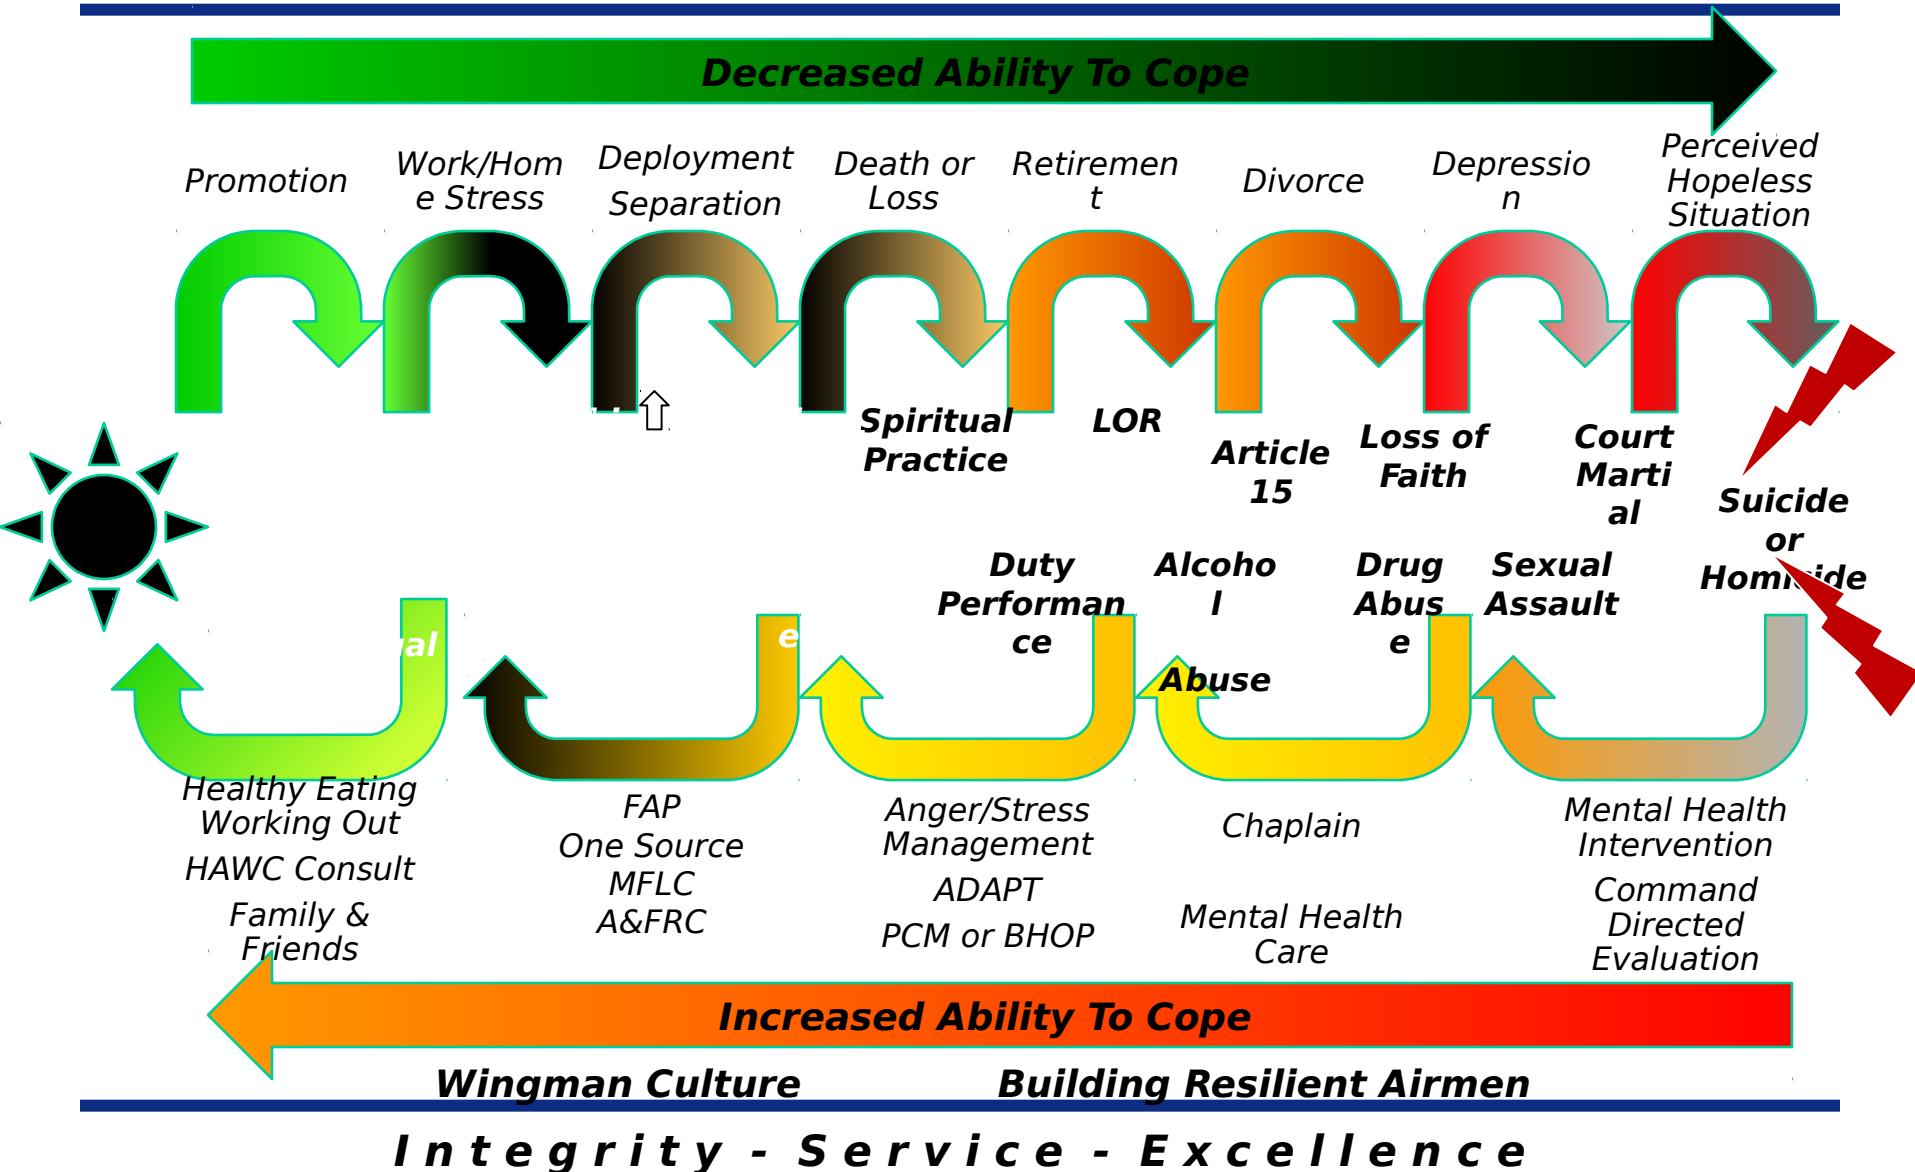 Decreased Ability To Cope
Promotion
Work/Hom
e Stress
Deployment
Separation
Death or
Loss
Retiremen
t
Divorce
Depressio
n
Perceived
Hopeless
Situation
Spiritual
Practice
LOR
Article
15
Loss of
Faith
Court
Marti
al
Suicide
or
Homicide
Duty
Performan
ce
Alcoho
l
Abuse
Drug
Abus
e
Sexual
Assault
Healthy Eating
Working Out
HAWC Consult
Family &
Friends
FAP
One Source
MFLC
A&FRC
Anger/Stress
Management
ADAPT
PCM or BHOP
Chaplain
Mental Health
Care
Mental Health
Intervention
Command
Directed
Evaluation
Increased Ability To Cope
Wingman Culture
Building Resilient Airmen
Integrity - Service - Excellence